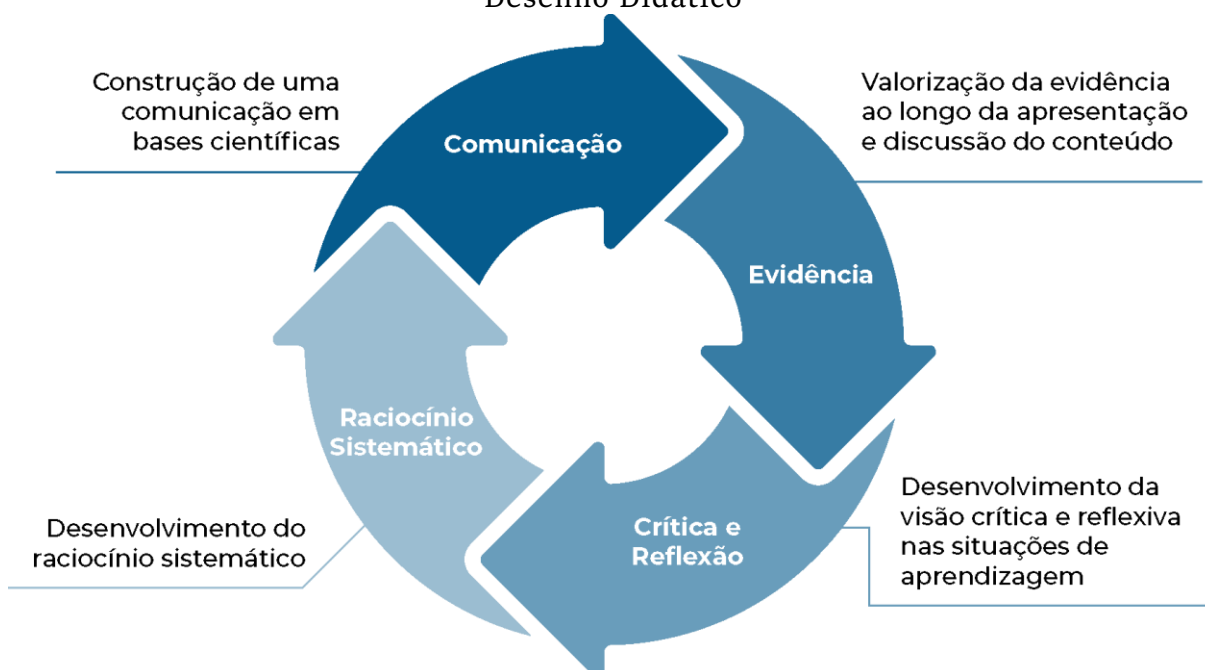 Desenho Didático
Construção de uma
comunicação em
bases científicas
Comunicação
Valorização da evidência
ao longo da apresentação
e discussão do conteúdo
Evidência
Raciocínio
Sistemático
Desenvolvimento do
raciocínio sistemático
Crítica e
Reflexão
Desenvolvimento da
visão crítica e reflexiva
nas situações de
aprendizagem